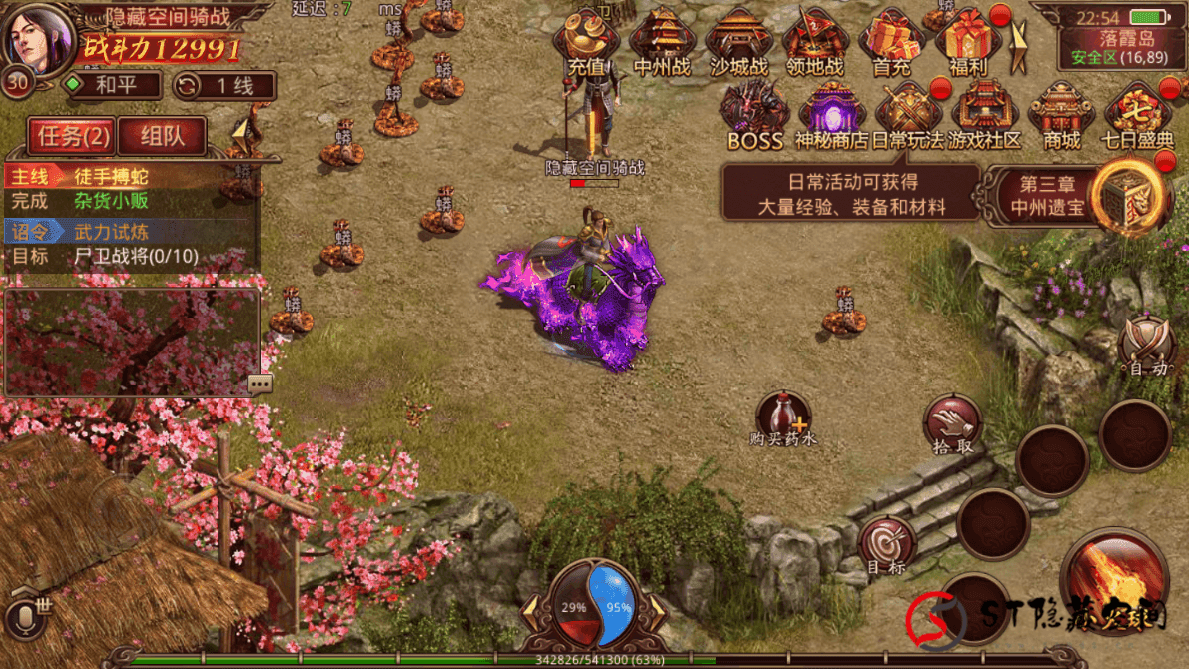 隐藏空间骑战
战斗力12991
30
和平
1 线
延迟 : 7 ms
任务(2)
组队
主线
徒手搏蛇
完成
杂货小贩
诏令
武力试炼
目标
尸卫战将(0/10)
卫
充值
中州战
沙城战
领地战
首充
福利
22:54
落霞岛
安全区(16,89)
BOSS
神秘商店
日常玩法
游戏社区
商城
七日盛典
日常活动可获得
大量经验、装备和材料
第三章
中州遗宝
隐藏空间骑战
自动
购买药水
拾取
目标
世
29%
95%
342826/541300 (63%)
ST隐藏空间